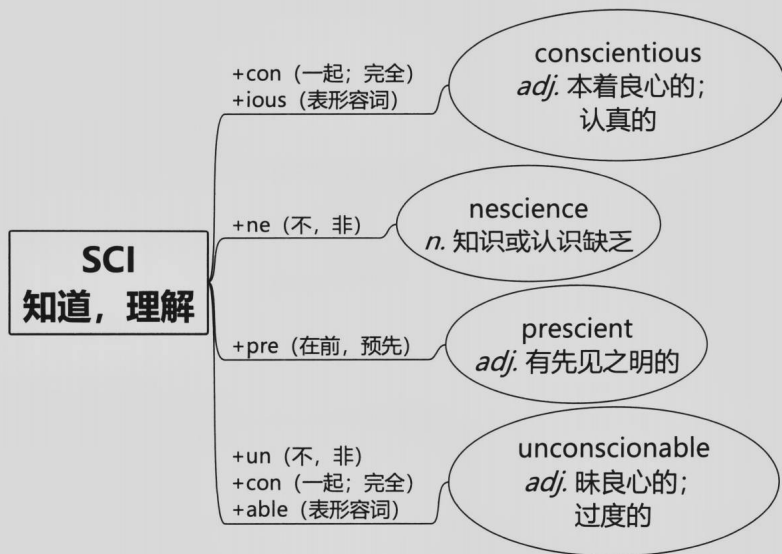 SCI
知道，理解
+con（一起；完全）
+ious（表形容词）
conscientious
adj. 本着良心的；
认真的
+ne（不，非）
nescience
n. 知识或认识缺乏
+pre（在前，预先）
prescient
adj. 有先见之明的
+un（不，非）
+con（一起；完全）
+able（表形容词）
unconscionable
adj. 昧良心的；
过度的